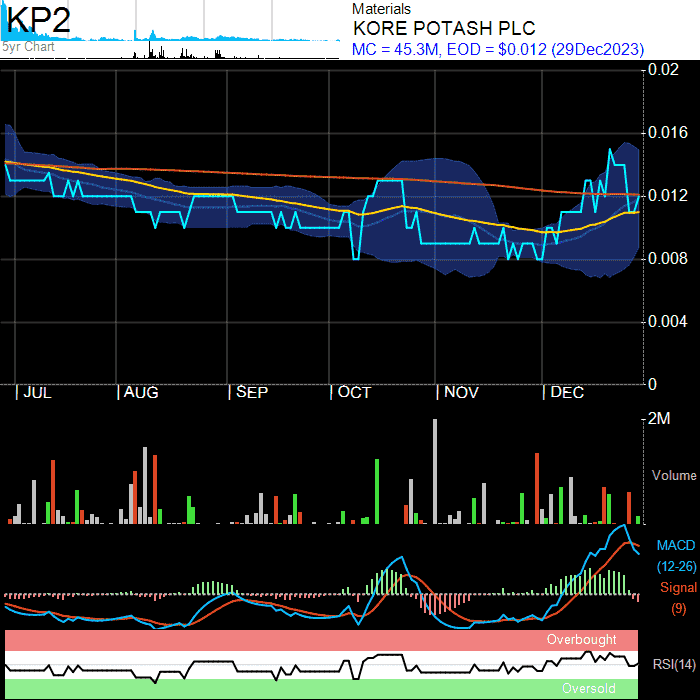 KP2
5yr Chart
Materials
KORE POTASH PLC
MC = 45.3M, EOD = $0.012 (29Dec2023)
0.02
0.016
0.012
0.008
0.004
0
JUL AUG SEP OCT NOV DEC
2M
Volume
MACD
(12-26)
Signal
(9)
Overbought
RSI(14)
Oversold